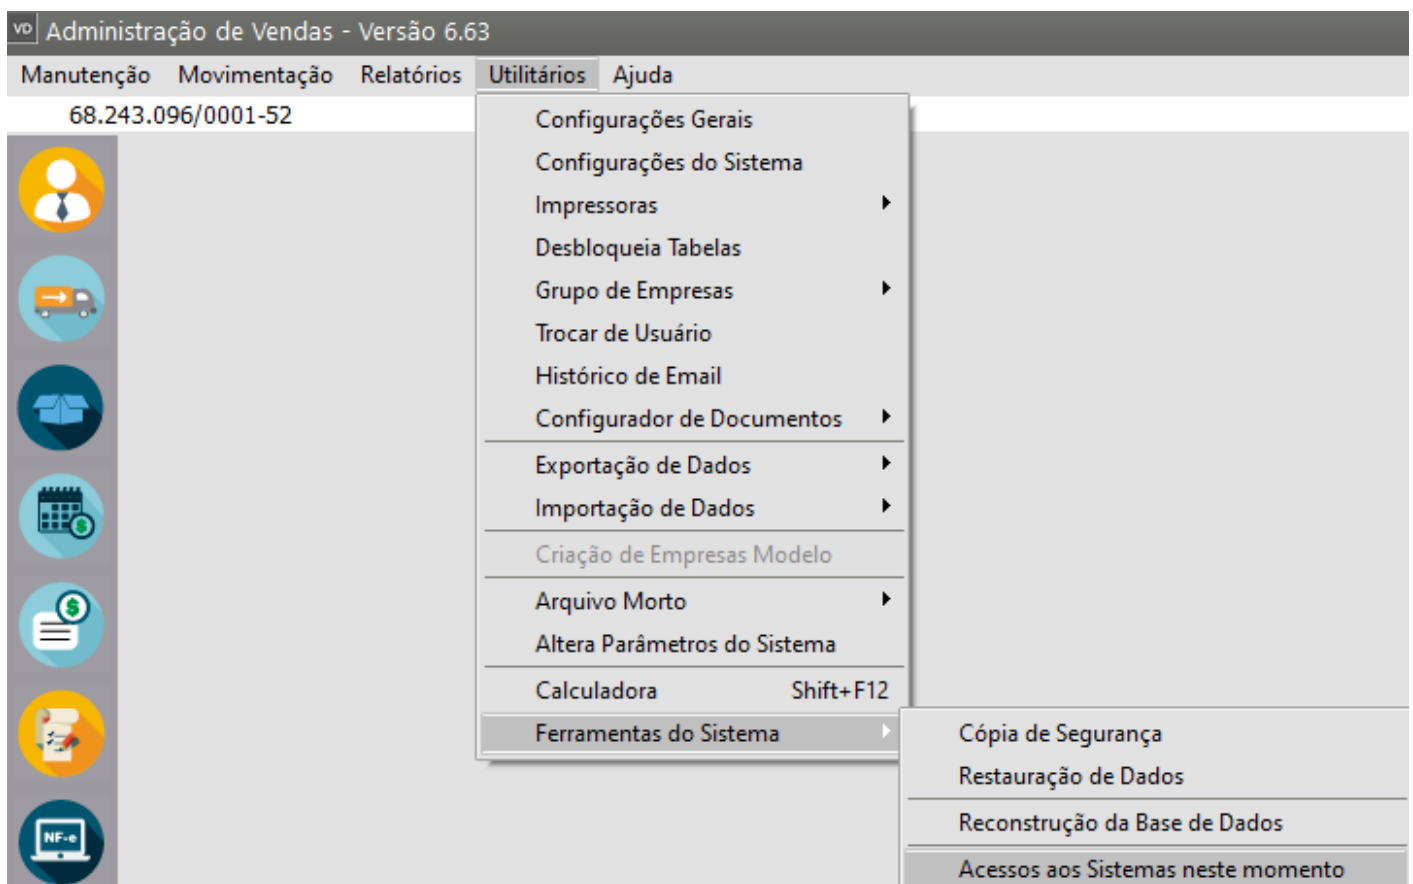 VD Administração de Vendas - Versão 6.63
Manutenção Movimentação Relatórios Utilitários Ajuda
68.243.096/0001-52
Configurações Gerais
Configurações do Sistema
Impressoras
Desbloqueia Tabelas
Grupo de Empresas
Trocar de Usuário
Histórico de Email
Configurador de Documentos
Exportação de Dados
Importação de Dados
Criação de Empresas Modelo
Arquivo Morto
Altera Parâmetros do Sistema
Calculadora Shift+F12
Ferramentas do Sistema
Cópia de Segurança
Restauração de Dados
Reconstrução da Base de Dados
Acessos aos Sistemas neste momento
$
$
NF-e